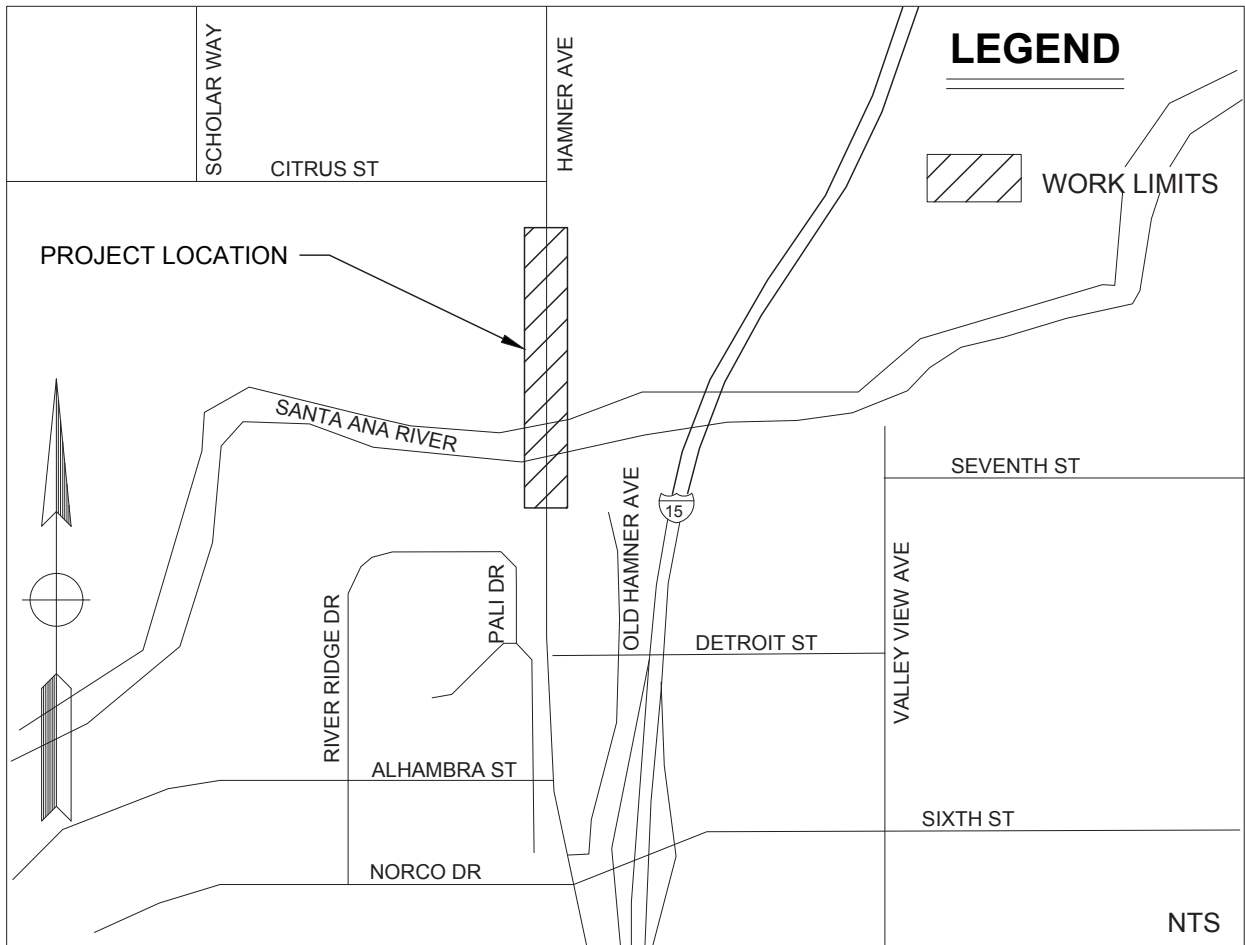 LEGEND
SCHOLAR WAY
HAMNER AVE
CITRUS ST
WORK LIMITS
PROJECT LOCATION
SANTA ANA RIVER
SEVENTH ST
15
OLD HAMNER AVE
VALLEY VIEW AVE
PALI DR
RIVER RIDGE DR
DETROIT ST
ALHAMBRA ST
SIXTH ST
NORCO DR
NTS